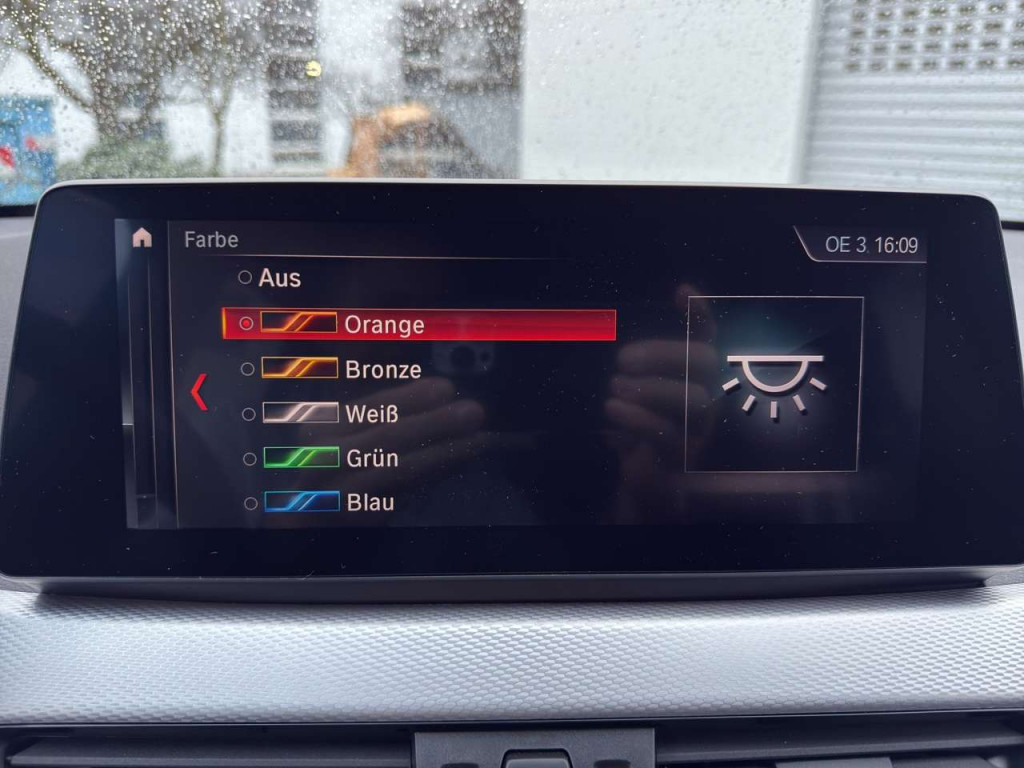 Farbe
OE 3 16:09
Aus
Orange
Bronze
Weiß
Grün
Blau